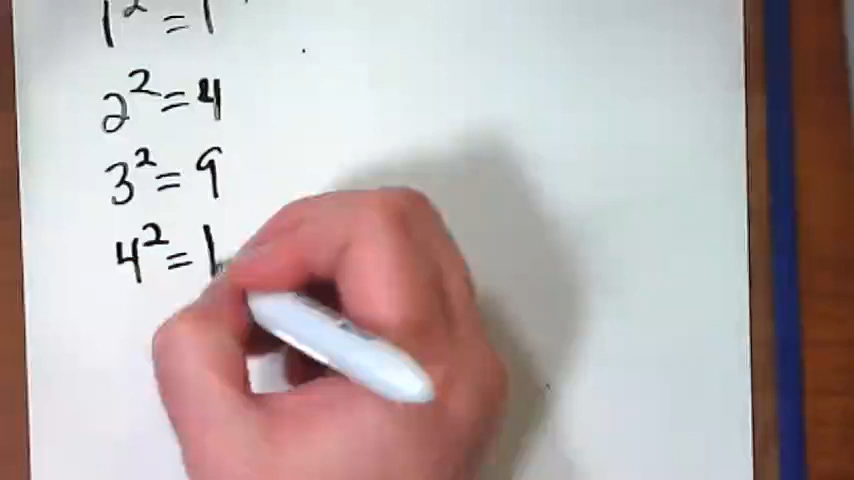 1² = 1
2² = 4
3² = 9
4² = 1